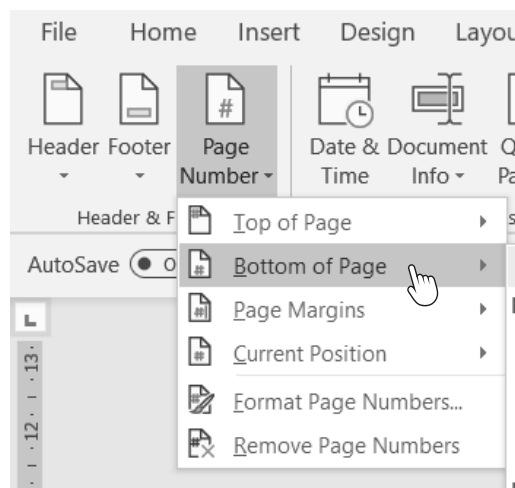 File Home Insert Design Layou
Header Footer Page Number Date & Time Document Info
Header & F
Top of Page
AutoSave
Bottom of Page
Page Margins
Current Position
Format Page Numbers...
Remove Page Numbers
13
12